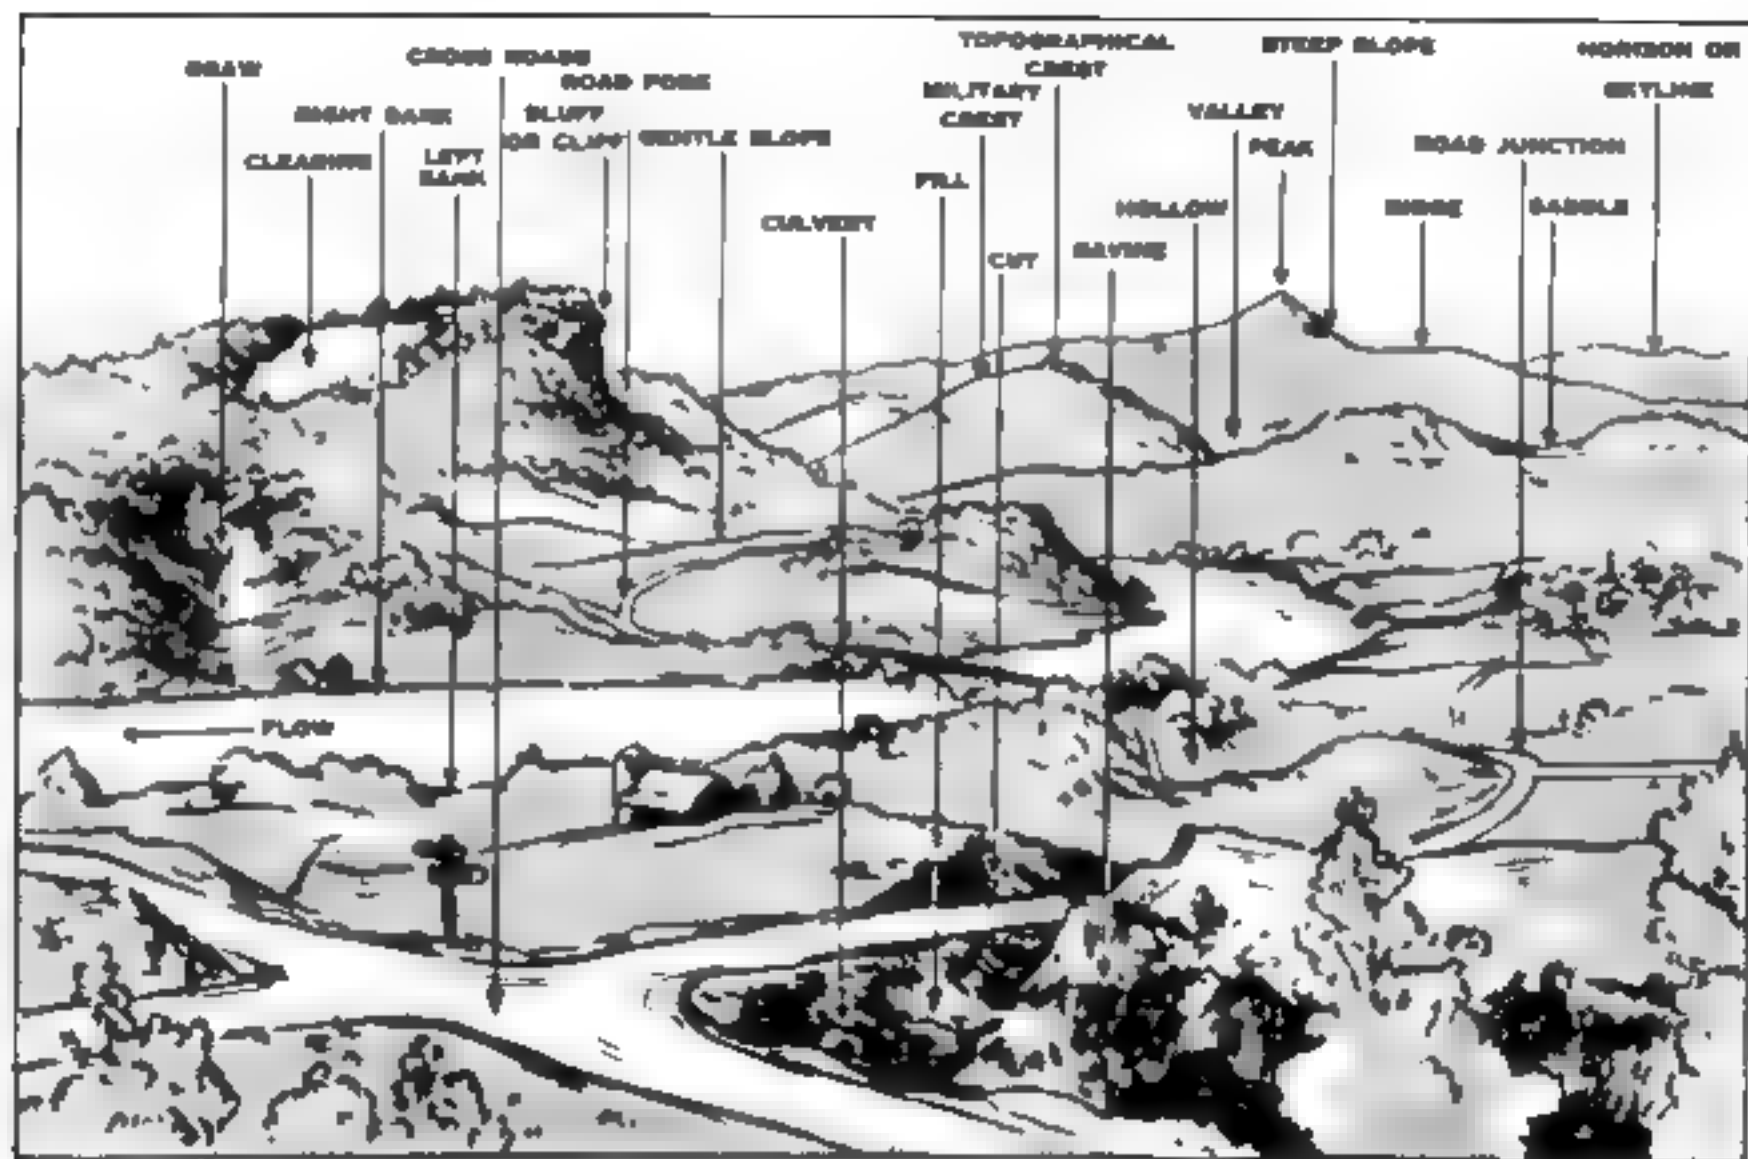 DRAW
CROSS ROADS
ROAD FORK
TOPOGRAPHICAL
CREST
STEEP SLOPE
HORIZON OR
SKYLINE
RIGHT BANK
BLUFF
OR CLIFF
GENTLE SLOPE
MILITARY
CREST
VALLEY
PEAK
ROAD JUNCTION
CLEARING
LEFT
BANK
FILL
CULVERT
HOLLOW
RIDGE
SADDLE
CUT
RAVINE
FLOW